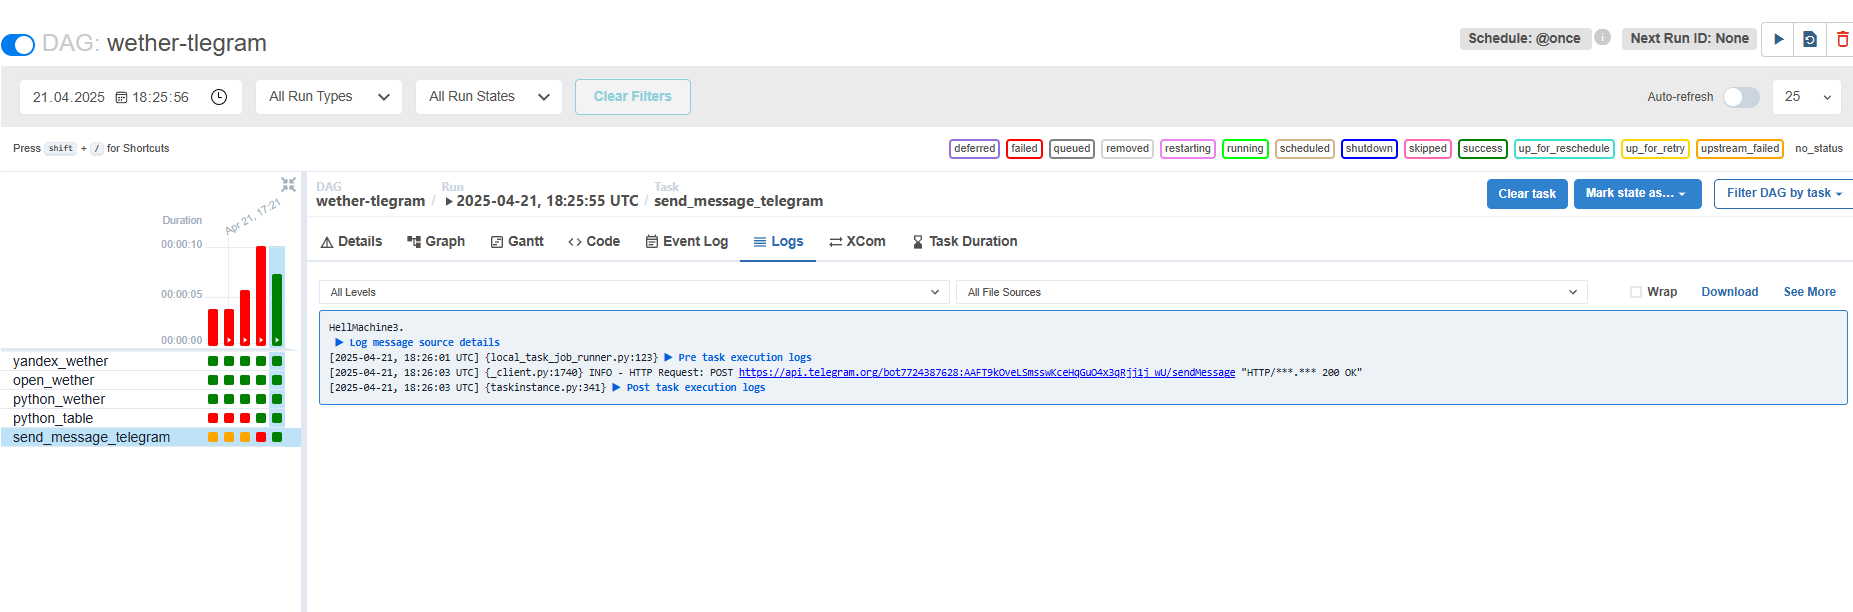 DAG: wether-tlegram
Schedule: @once
Next Run ID: None
21.04.2025 18:25:56
All Run Types
All Run States
Clear Filters
Auto-refresh
25
Press shift + / for Shortcuts
deferred failed queued removed restarting running scheduled shutdown skipped success up_for_reschedule up_for_retry upstream_failed no_status
Duration
Apr 21, 17:21
00:00:10
00:00:05
00:00:00
yandex_wether
open_wether
python_wether
python_table
send_message_telegram
DAG
wether-tlegram
/
Run
2025-04-21, 18:25:55 UTC
/
Task
send_message_telegram
Clear task
Mark state as...
Filter DAG by task
Details
Graph
Gantt
Code
Event Log
Logs
XCom
Task Duration
All Levels
All File Sources
Wrap
Download
See More
HellMachine3.
Log message source details
[2025-04-21, 18:26:01 UTC] {local_task_job_runner.py:123} Pre task execution logs
[2025-04-21, 18:26:03 UTC] {_client.py:1740} INFO - HTTP Request: POST https://api.telegram.org/bot7724387628:AAFT9kOveLSmsswKceHqGuO4x3qRjj1j_wU/sendMessage "HTTP/***.*** 200 OK"
[2025-04-21, 18:26:03 UTC] {taskinstance.py:341} Post task execution logs